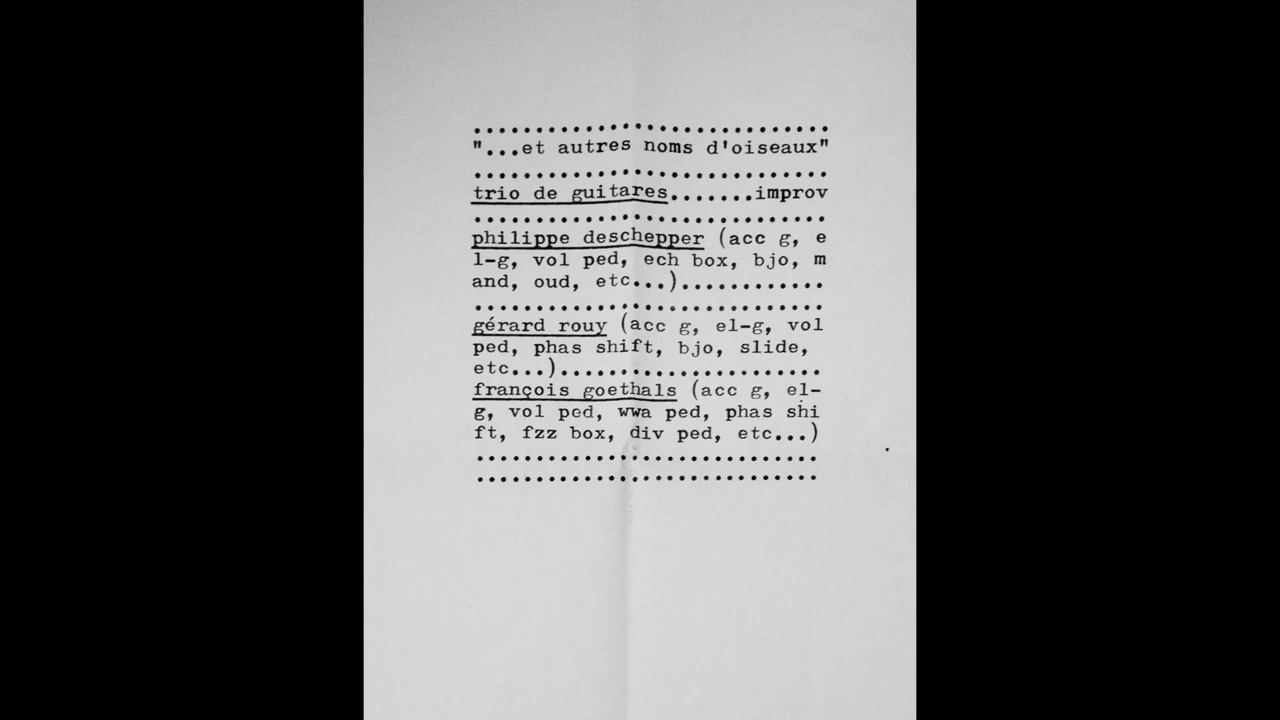 ..............................
"...et autres noms d'oiseaux"
..............................
trio de guitares.......improv
..............................
philippe deschepper (acc g, e
l-g, vol ped, ech box, bjo, m
and, oud, etc...)............
..............................
gérard rouy (acc g, el-g, vol
ped, phas shift, bjo, slide,
etc...)......................
françois goethals (acc g, el-
g, vol ped, wwa ped, phas shi
ft, fzz box, div ped, etc...)
..............................
..............................